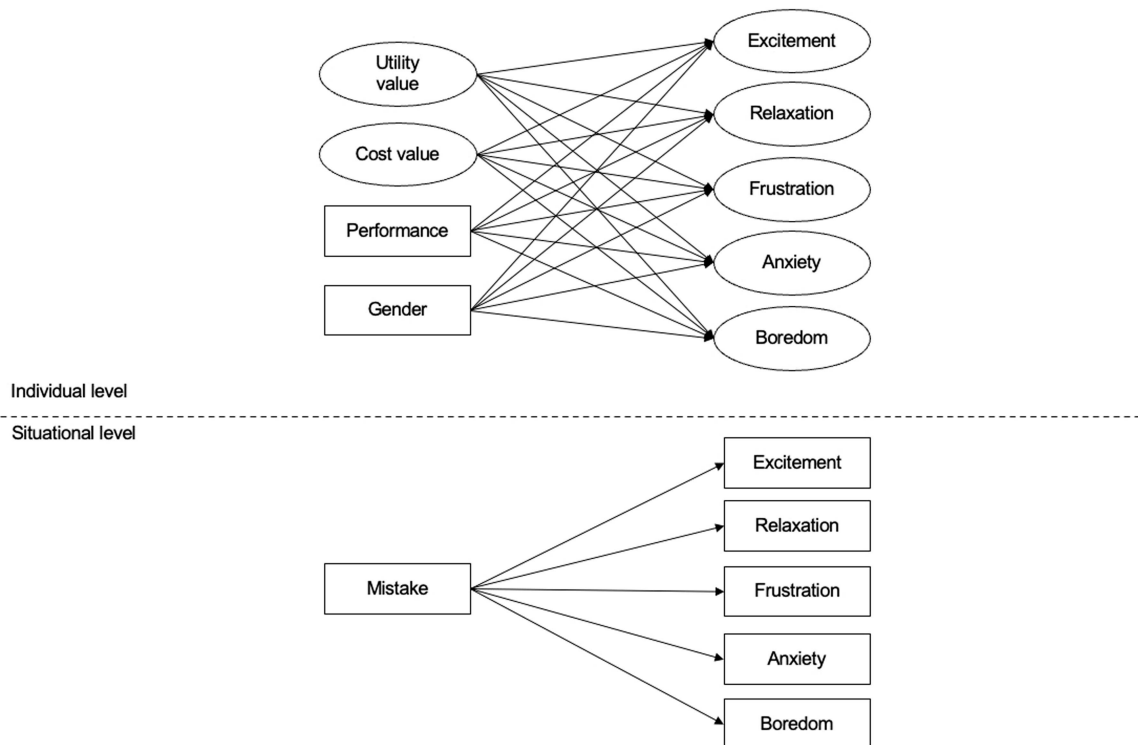 Excitement
Utility
value
Relaxation
Cost value
Frustration
Performance
Anxiety
Gender
Boredom
Individual level
Situational level
Excitement
Relaxation
Mistake
Frustration
Anxiety
Boredom